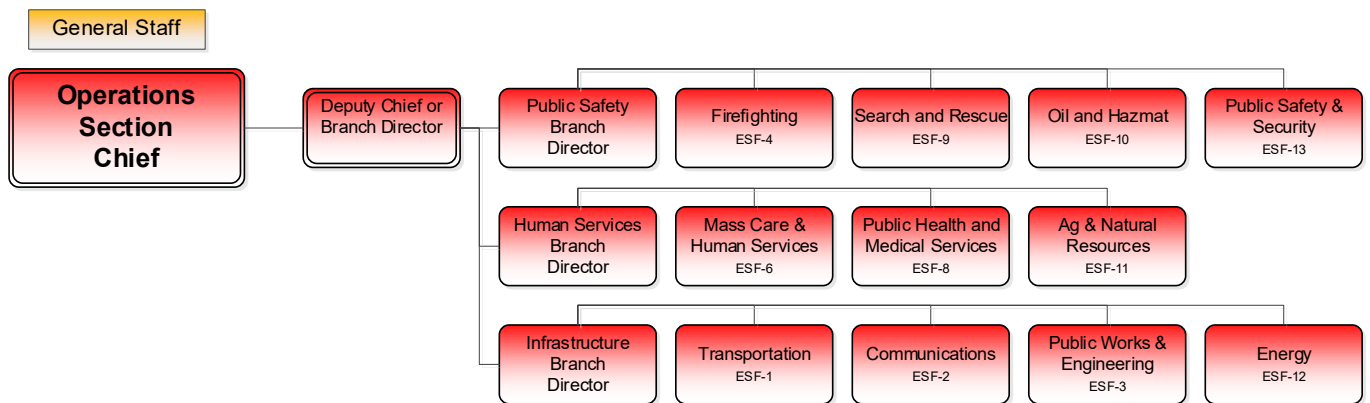 General Staff
Operations
Section
Chief
Deputy Chief or
Branch Director
Public Safety
Branch
Director
Firefighting
ESF-4
Search and Rescue
ESF-9
Oil and Hazmat
ESF-10
Public Safety &
Security
ESF-13
Human Services
Branch
Director
Mass Care &
Human Services
ESF-6
Public Health and
Medical Services
ESF-8
Ag & Natural
Resources
ESF-11
Infrastructure
Branch
Director
Transportation
ESF-1
Communications
ESF-2
Public Works &
Engineering
ESF-3
Energy
ESF-12